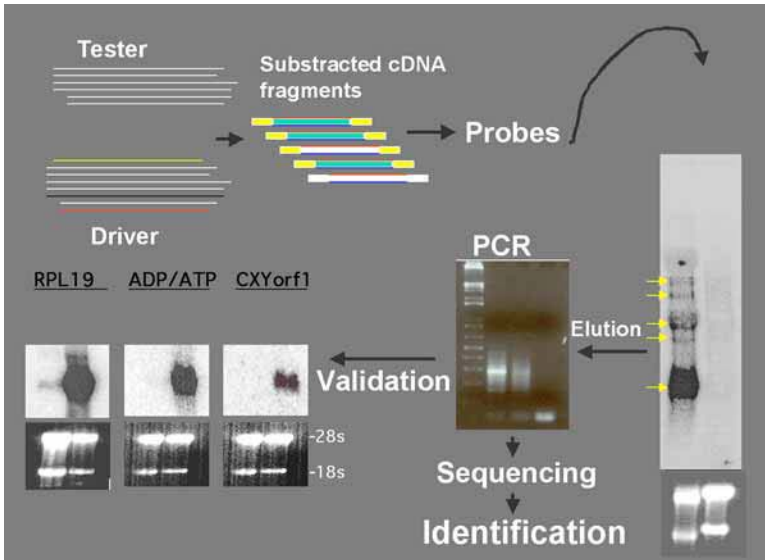 Tester
Substracted cDNA
fragments
Probes
Driver
PCR
RPL19 ADP/ATP CXYorf1
Elution
Validation
-28s
-18s
Sequencing
Identification